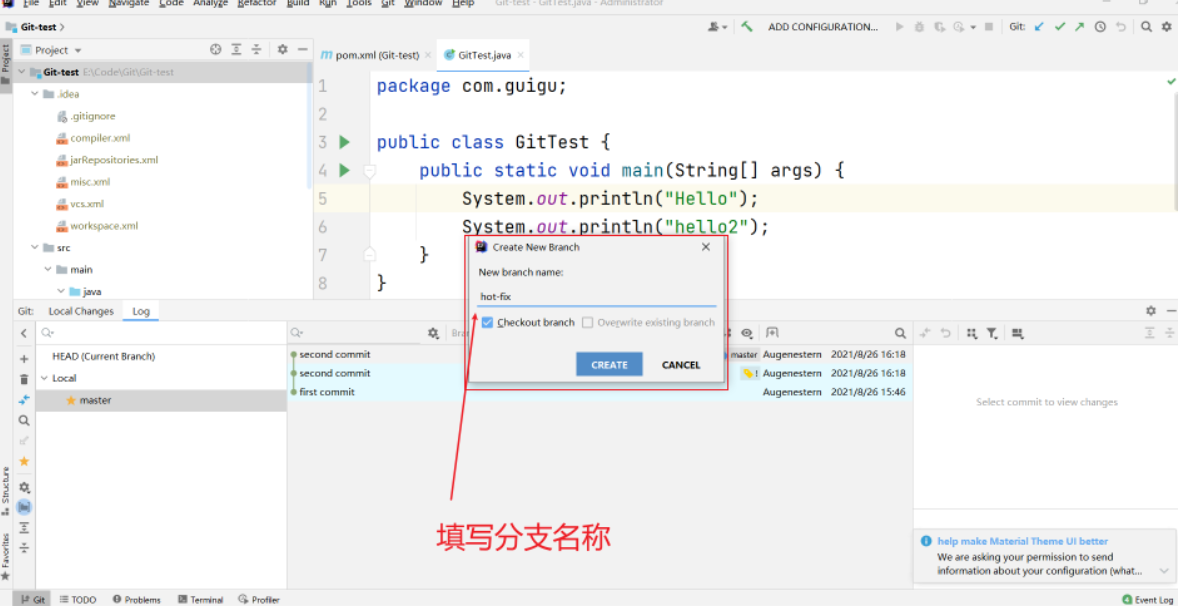 File Edit View Navigate Code Analyze Refactor Build Run Tools Git Window Help Git-test - GitTest.java - Administrator
Git-test
ADD CONFIGURATION... Git:
Project
Project
pom.xml (Git-test)
GitTest.java
Git-test E:\Code\Git\Git-test
.idea
.gitignore
compiler.xml
jarRepositories.xml
misc.xml
vcs.xml
workspace.xml
src
main
java
1 package com.guigu;
2
3 public class GitTest {
4 public static void main(String[] args) {
5 System.out.println("Hello");
6 System.out.println("hello2");
7 }
8 }
Create New Branch
New branch name:
hot-fix
Checkout branch Overwrite existing branch
CREATE CANCEL
Git: Local Changes Log
HEAD (Current Branch)
Local
master
second commit master Augenestern 2021/8/26 16:18
second commit ! Augenestern 2021/8/26 16:18
first commit Augenestern 2021/8/26 15:46
Select commit to view changes
填写分支名称
Structure
Favorites
help make Material Theme UI better
We are asking your permission to send
information about your configuration (what...
Git TODO Problems Terminal Profiler
4 Event Log